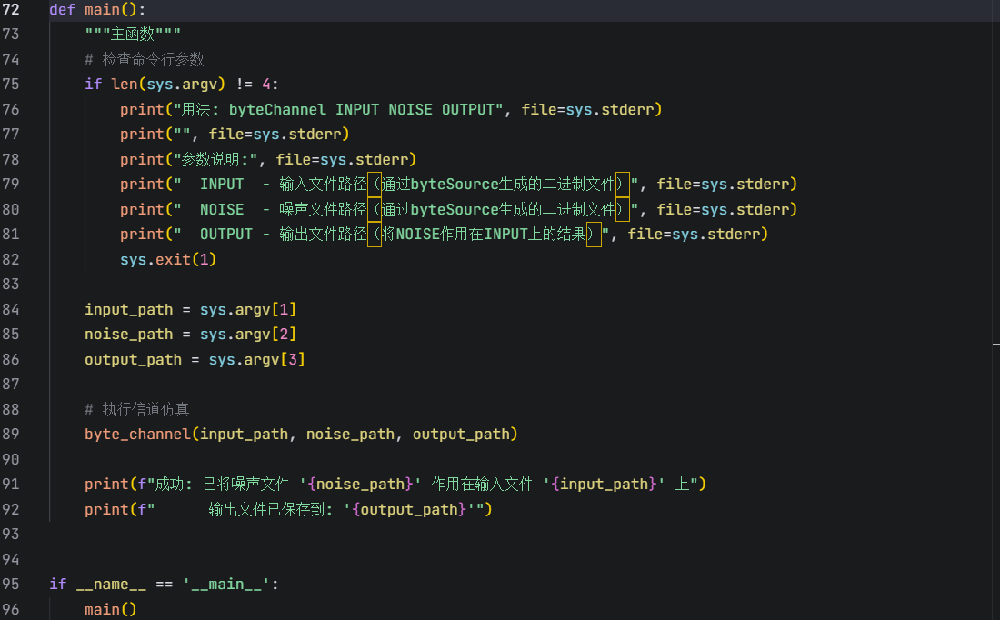 72 def main():
73     """主函数"""
74     # 检查命令行参数
75     if len(sys.argv) != 4:
76         print("用法: byteChannel INPUT NOISE OUTPUT", file=sys.stderr)
77         print("", file=sys.stderr)
78         print("参数说明:", file=sys.stderr)
79         print("  INPUT  - 输入文件路径（通过byteSource生成的二进制文件）", file=sys.stderr)
80         print("  NOISE  - 噪声文件路径（通过byteSource生成的二进制文件）", file=sys.stderr)
81         print("  OUTPUT - 输出文件路径（将NOISE作用在INPUT上的结果）", file=sys.stderr)
82         sys.exit(1)
83
84     input_path = sys.argv[1]
85     noise_path = sys.argv[2]
86     output_path = sys.argv[3]
87
88     # 执行信道仿真
89     byte_channel(input_path, noise_path, output_path)
90
91     print(f"成功: 已将噪声文件 '{noise_path}' 作用在输入文件 '{input_path}' 上")
92     print(f"      输出文件已保存到: '{output_path}'")
93
94
95 if __name__ == '__main__':
96     main()